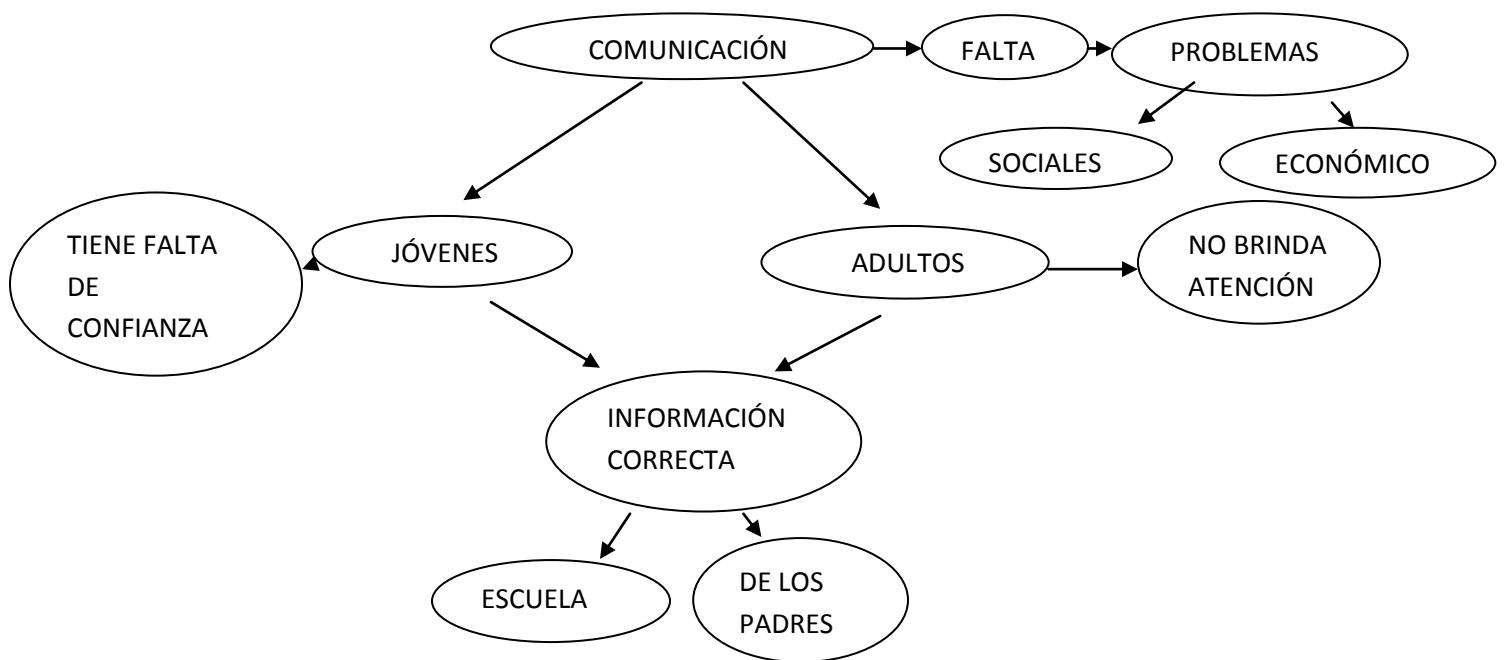 COMUNICACIÓN
FALTA
PROBLEMAS
SOCIALES
ECONÓMICO
TIENE FALTA
DE
CONFIANZA
JÓVENES
ADULTOS
NO BRINDA
ATENCIÓN
INFORMACIÓN
CORRECTA
ESCUELA
DE LOS
PADRES